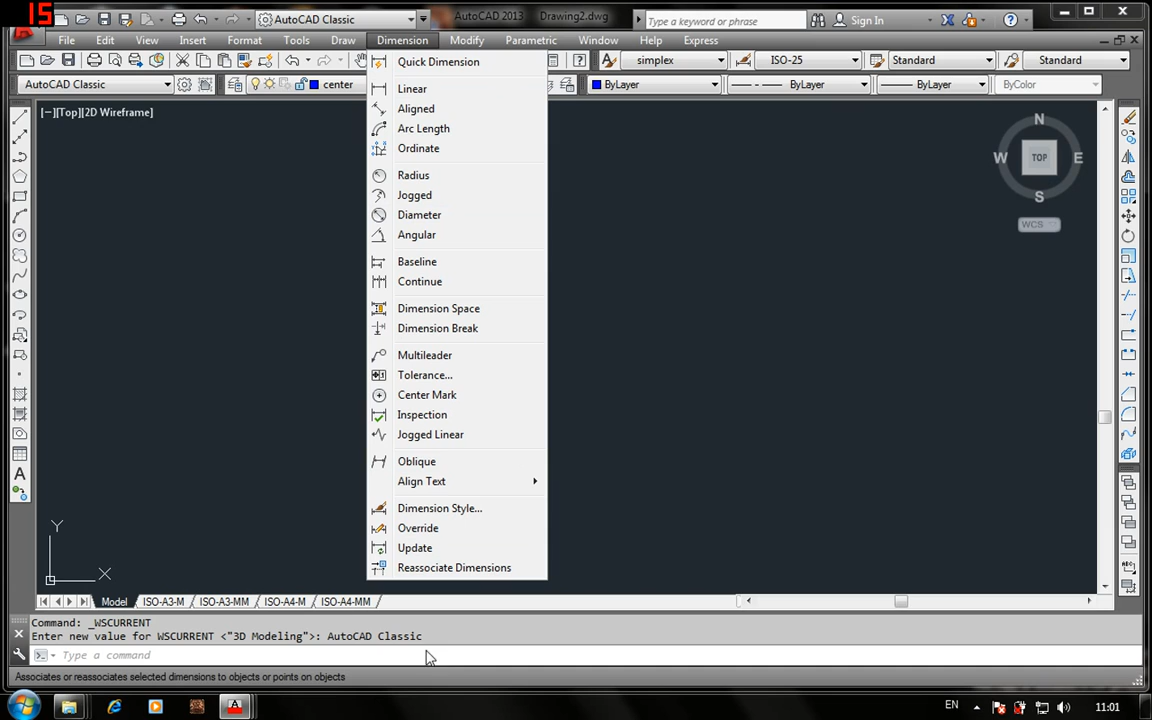 15
AutoCAD Classic
AutoCAD 2013 Drawing2.dwg
Type a keyword or phrase
Sign In
File Edit View Insert Format Tools Draw Dimension Modify Parametric Window Help Express
simplex ISO-25 Standard Standard
AutoCAD Classic center ByLayer ByLayer ByLayer ByColor
[−][Top][2D Wireframe]
Quick Dimension
Linear
Aligned
Arc Length
Ordinate
Radius
Jogged
Diameter
Angular
Baseline
Continue
Dimension Space
Dimension Break
Multileader
Tolerance...
Center Mark
Inspection
Jogged Linear
Oblique
Align Text
Dimension Style...
Override
Update
Reassociate Dimensions
N
W TOP E
S
WCS
A
Y
X
Model ISO-A3-M ISO-A3-MM ISO-A4-M ISO-A4-MM
Command: _WSCURRENT
Enter new value for WSCURRENT <"3D Modeling">: AutoCAD Classic
Type a command
Associates or reassociates selected dimensions to objects or points on objects
EN 11:01